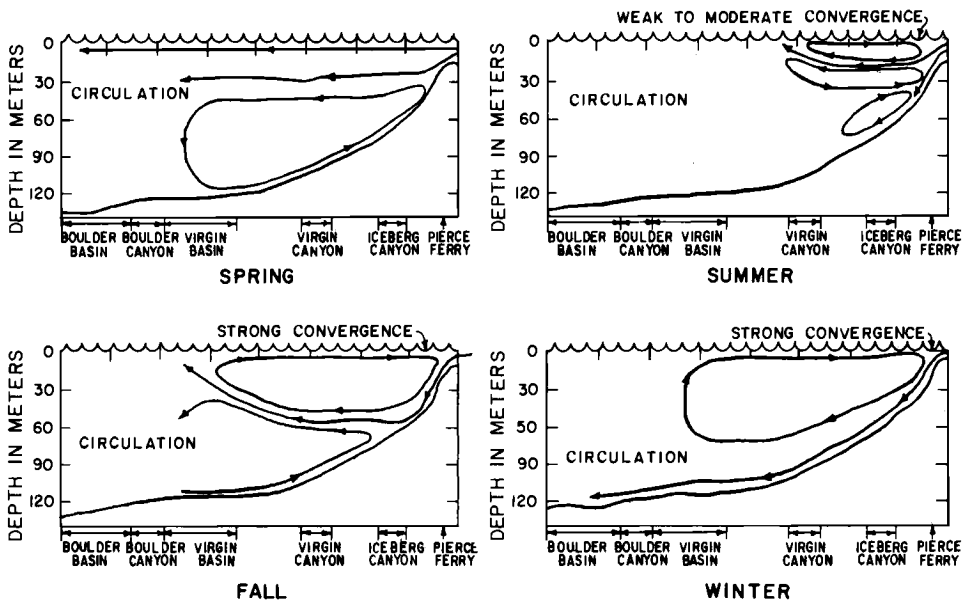 DEPTH IN METERS
0
30
60
90
120
CIRCULATION
BOULDER BASIN
BOULDER CANYON
VIRGIN BASIN
VIRGIN CANYON
ICEBERG CANYON
PIERCE FERRY
SPRING
WEAK TO MODERATE CONVERGENCE
DEPTH IN METERS
0
30
60
90
120
CIRCULATION
BOULDER BASIN
BOULDER CANYON
VIRGIN BASIN
VIRGIN CANYON
ICEBERG CANYON
PIERCE FERRY
SUMMER
STRONG CONVERGENCE
DEPTH IN METERS
0
30
60
90
120
CIRCULATION
BOULDER BASIN
BOULDER CANYON
VIRGIN BASIN
VIRGIN CANYON
ICEBERG CANYON
PIERCE FERRY
FALL
STRONG CONVERGENCE
DEPTH IN METERS
0
30
60
90
120
CIRCULATION
BOULDER BASIN
BOULDER CANYON
VIRGIN BASIN
VIRGIN CANYON
ICEBERG CANYON
PIERCE FERRY
WINTER